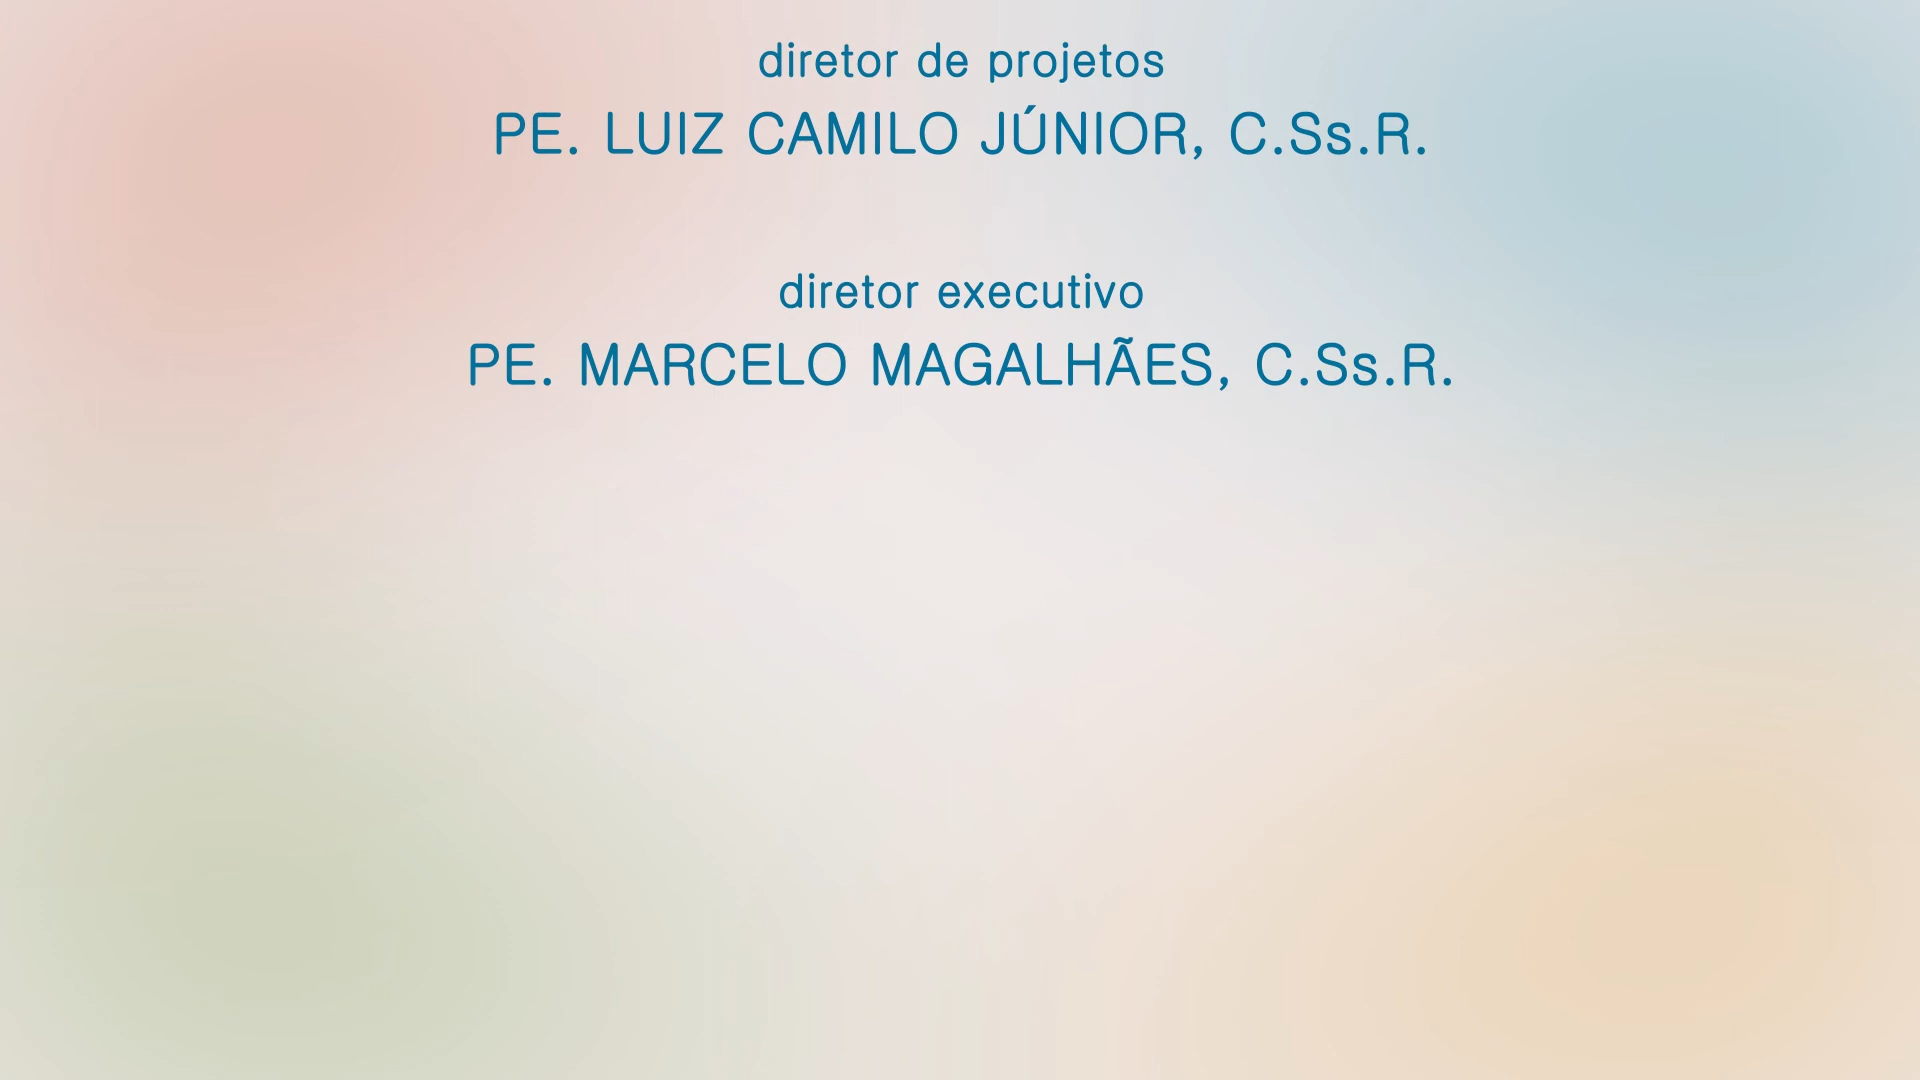 diretor de projetos
PE. LUIZ CAMILO JÚNIOR, C.Ss.R.
diretor executivo
PE. MARCELO MAGALHÃES, C.Ss.R.